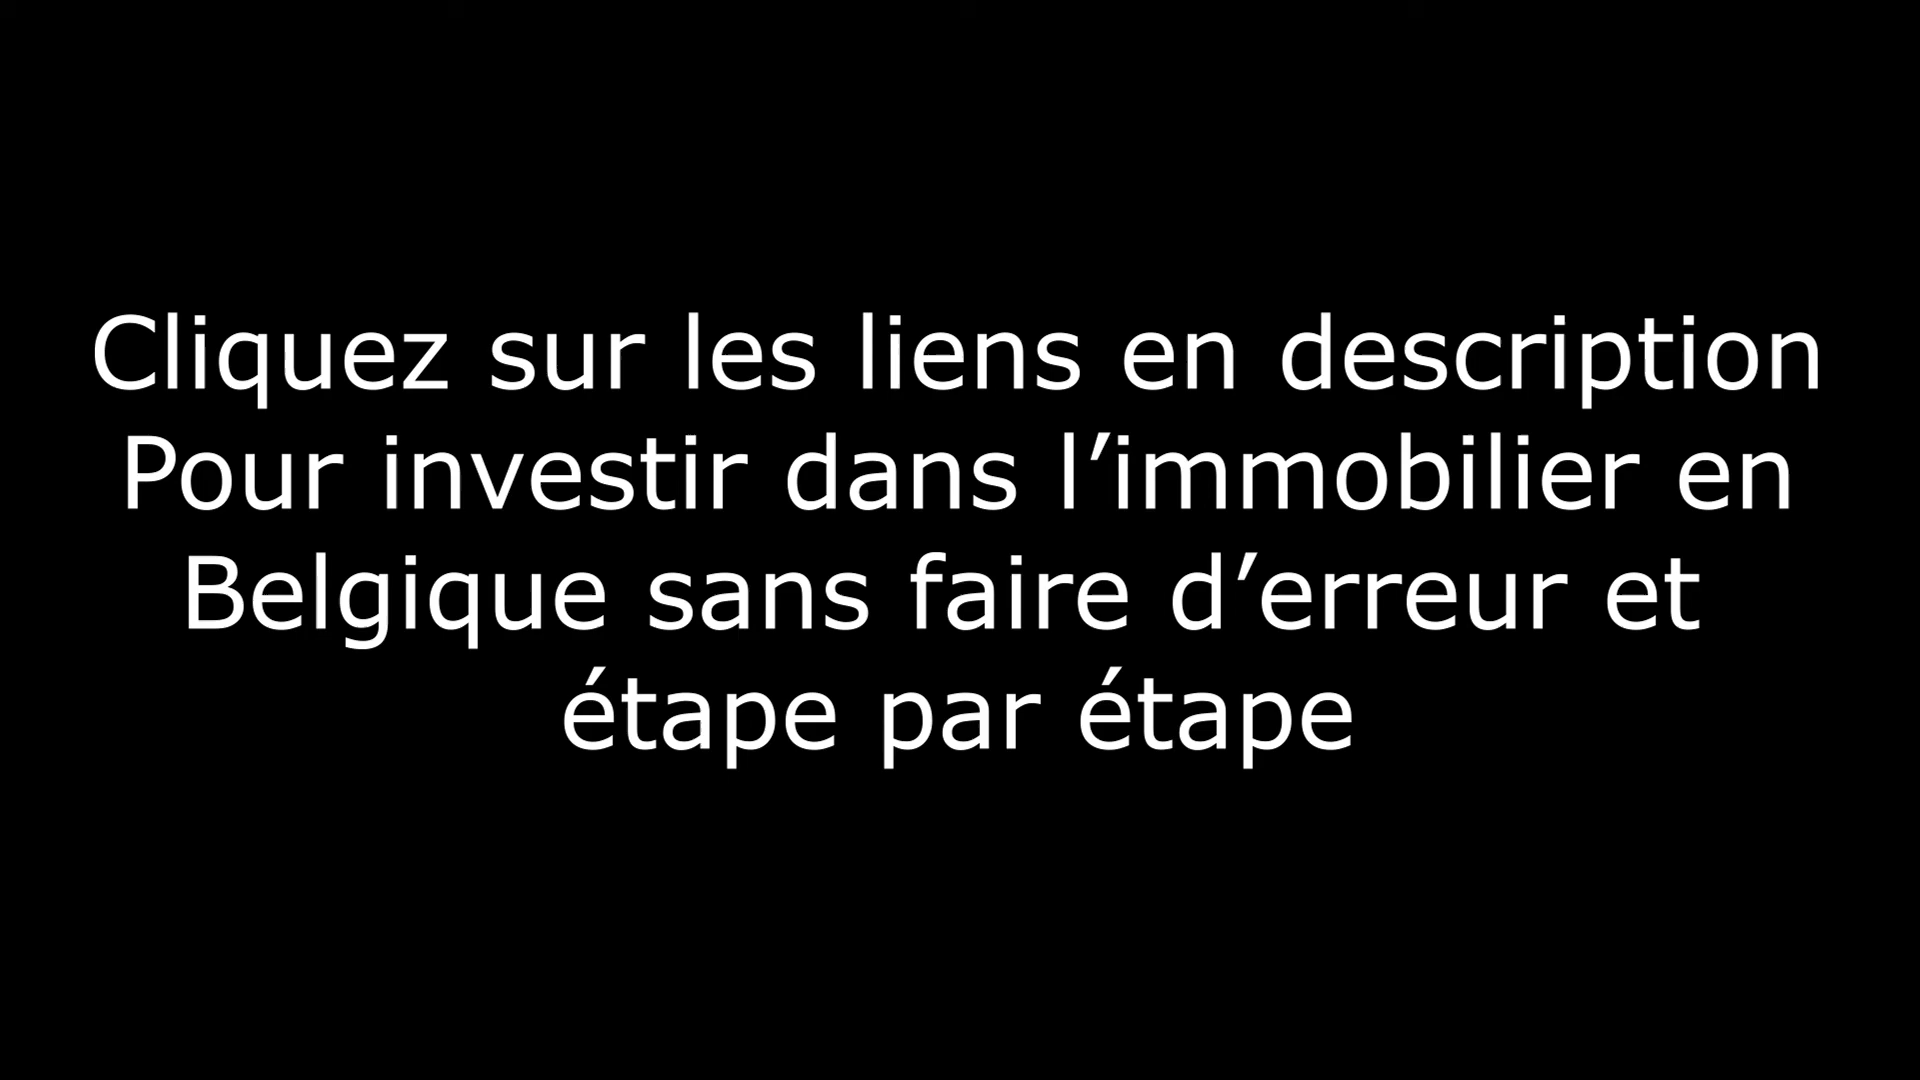 Cliquez sur les liens en description
Pour investir dans l’immobilier en
Belgique sans faire d’erreur et
étape par étape